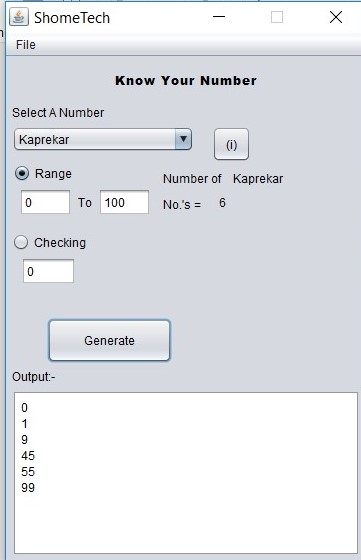 ShomeTech
File
Know Your Number
Select A Number
Kaprekar
(i)
Range
Number of Kaprekar
0 To 100
No.'s = 6
Checking
0
Generate
Output:-
0
1
9
45
55
99